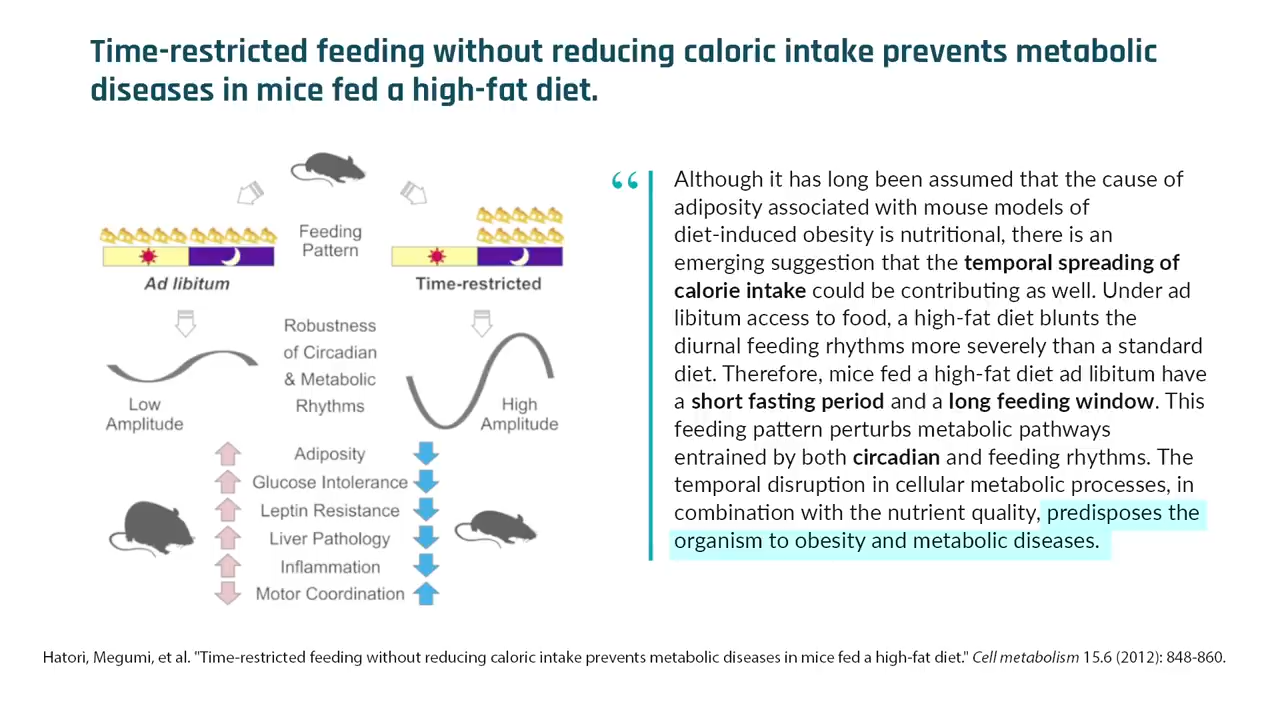 Time-restricted feeding without reducing caloric intake prevents metabolic
diseases in mice fed a high-fat diet.
Feeding
Pattern
Ad libitum
Time-restricted
Robustness
of Circadian
& Metabolic
Rhythms
Low
Amplitude
High
Amplitude
Adiposity
Glucose Intolerance
Leptin Resistance
Liver Pathology
Inflammation
Motor Coordination
“
Although it has long been assumed that the cause of
adiposity associated with mouse models of
diet-induced obesity is nutritional, there is an
emerging suggestion that the temporal spreading of
calorie intake could be contributing as well. Under ad
libitum access to food, a high-fat diet blunts the
diurnal feeding rhythms more severely than a standard
diet. Therefore, mice fed a high-fat diet ad libitum have
a short fasting period and a long feeding window. This
feeding pattern perturbs metabolic pathways
entrained by both circadian and feeding rhythms. The
temporal disruption in cellular metabolic processes, in
combination with the nutrient quality, predisposes the
organism to obesity and metabolic diseases.
Hatori, Megumi, et al. "Time-restricted feeding without reducing caloric intake prevents metabolic diseases in mice fed a high-fat diet." Cell metabolism 15.6 (2012): 848-860.